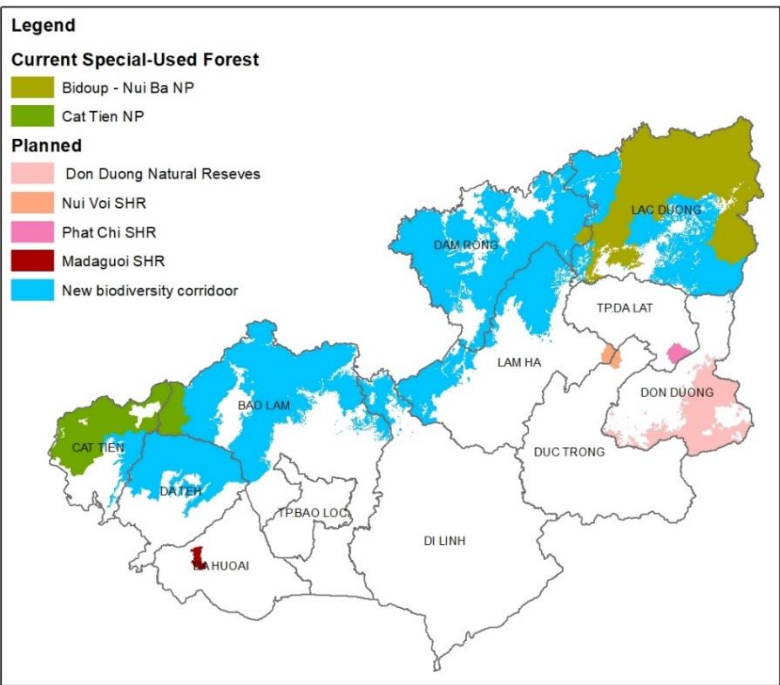 Legend
Current Special-Used Forest
Bidoup - Nui Ba NP
Cat Tien NP
Planned
Don Duong Natural Reseves
Nui Voi SHR
Phat Chi SHR
Madaguoi SHR
New biodiversity corridoor
LAC DUONG
DAM RONG
TP.DA LAT
LAM HA
DON DUONG
BAO LAM
CAT TIEN
DUC TRONG
DA TEH
TP.BAO LOC
DI LINH
DA HUOAI